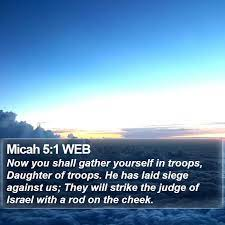 Micah 5:1 WEB
Now you shall gather yourself in troops,
Daughter of troops. He has laid siege
against us; They will strike the judge of
Israel with a rod on the cheek.